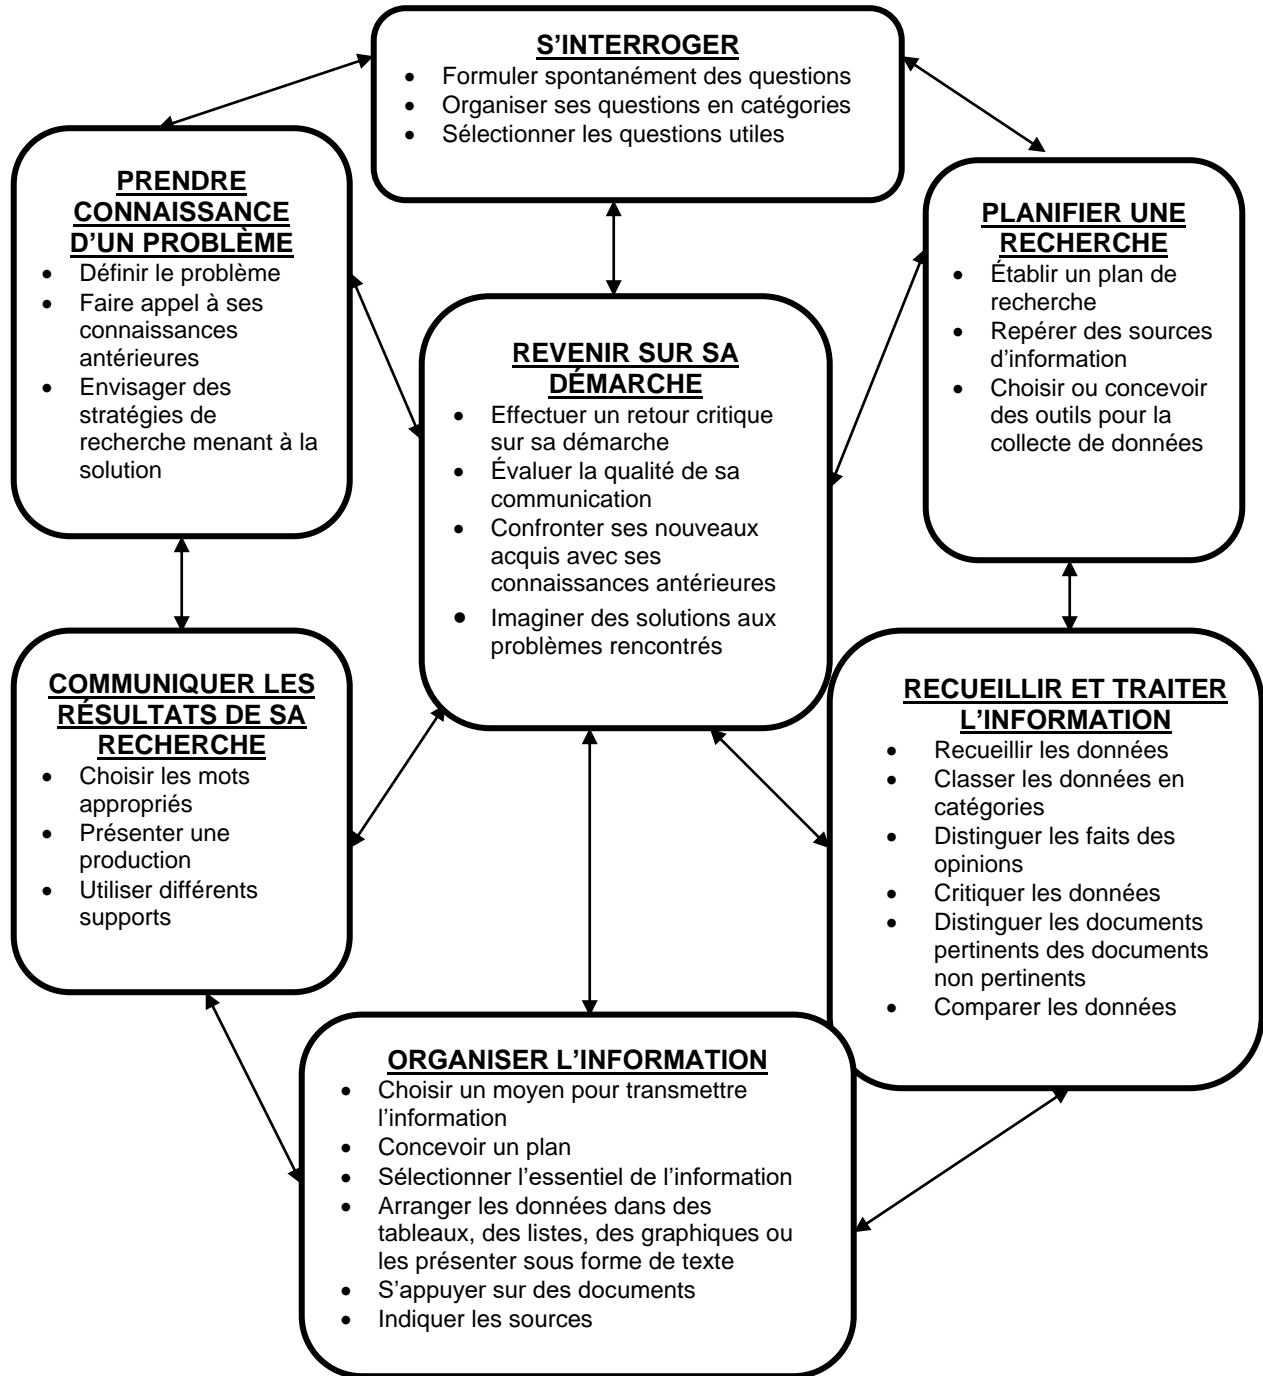 S’INTERROGER
• Formuler spontanément des questions
• Organiser ses questions en catégories
• Sélectionner les questions utiles
PRENDRE
CONNAISSANCE
D’UN PROBLÈME
• Définir le problème
• Faire appel à ses
connaissances
antérieures
• Envisager des
stratégies de
recherche menant à la
solution
PLANIFIER UNE
RECHERCHE
• Établir un plan de
recherche
• Repérer des sources
d’information
• Choisir ou concevoir
des outils pour la
collecte de données
REVENIR SUR SA
DÉMARCHE
• Effectuer un retour critique
sur sa démarche
• Évaluer la qualité de sa
communication
• Confronter ses nouveaux
acquis avec ses
connaissances antérieures
• Imaginer des solutions aux
problèmes rencontrés
COMMUNIQUER LES
RÉSULTATS DE SA
RECHERCHE
• Choisir les mots
appropriés
• Présenter une
production
• Utiliser différents
supports
RECUEILLIR ET TRAITER
L’INFORMATION
• Recueillir les données
• Classer les données en
catégories
• Distinguer les faits des
opinions
• Critiquer les données
• Distinguer les documents
pertinents des documents
non pertinents
• Comparer les données
ORGANISER L’INFORMATION
• Choisir un moyen pour transmettre
l’information
• Concevoir un plan
• Sélectionner l’essentiel de l’information
• Arranger les données dans des
tableaux, des listes, des graphiques ou
les présenter sous forme de texte
• S’appuyer sur des documents
• Indiquer les sources